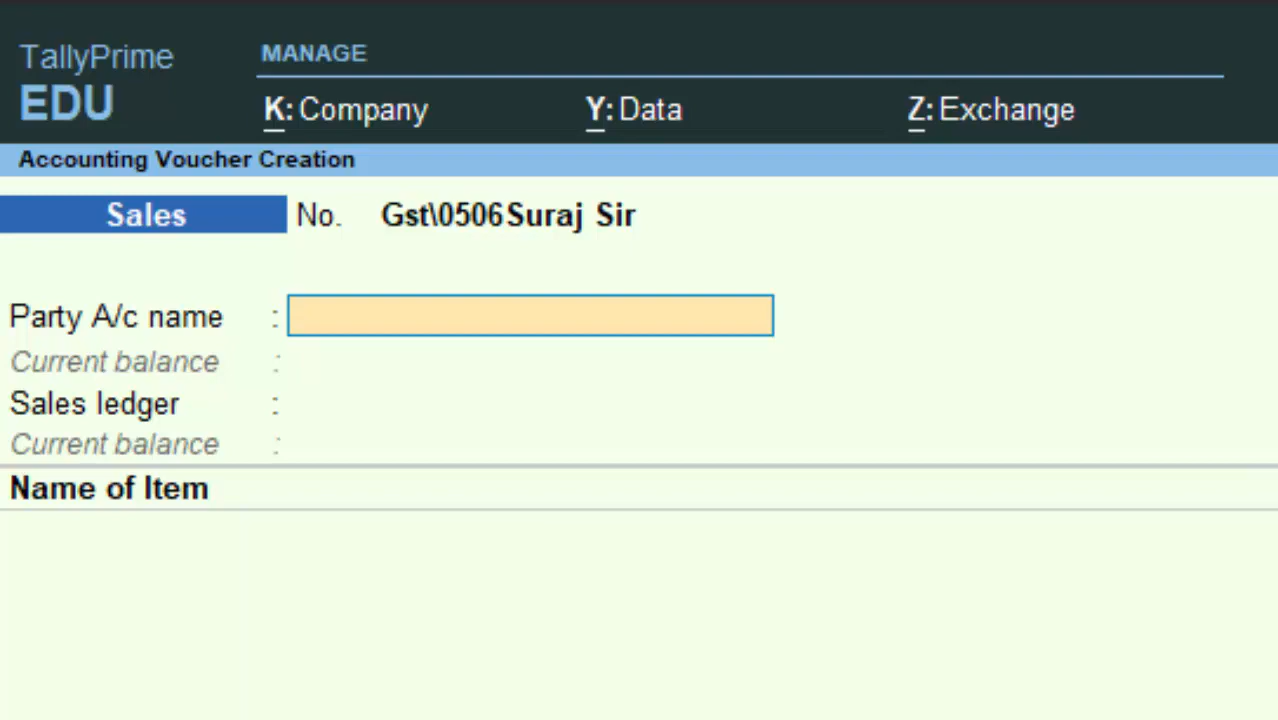 TallyPrime
MANAGE
EDU
K: Company Y: Data Z: Exchange
Accounting Voucher Creation
Sales No. Gst\0506Suraj Sir
Party A/c name :
Current balance :
Sales ledger :
Current balance :
Name of Item